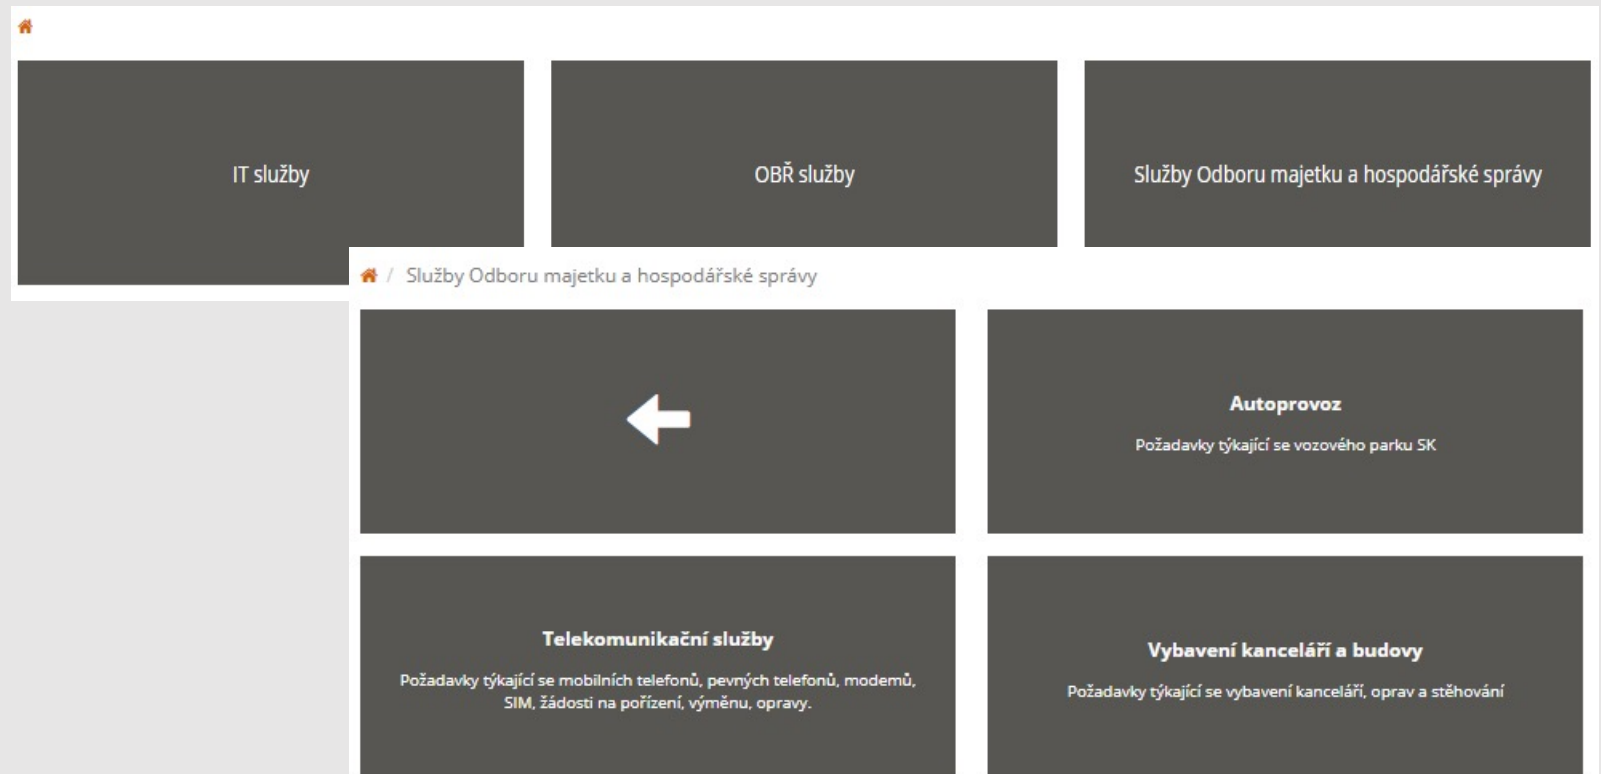 IT služby
OBŘ služby
Služby Odboru majetku a hospodářské správy
/ Služby Odboru majetku a hospodářské správy
Autoprovoz
Požadavky týkající se vozového parku SK
Telekomunikační služby
Požadavky týkající se mobilních telefonů, pevných telefonů, modemů,
SIM, žádosti na pořízení, výměnu, opravy.
Vybavení kanceláří a budovy
Požadavky týkající se vybavení kanceláří, oprav a stěhování